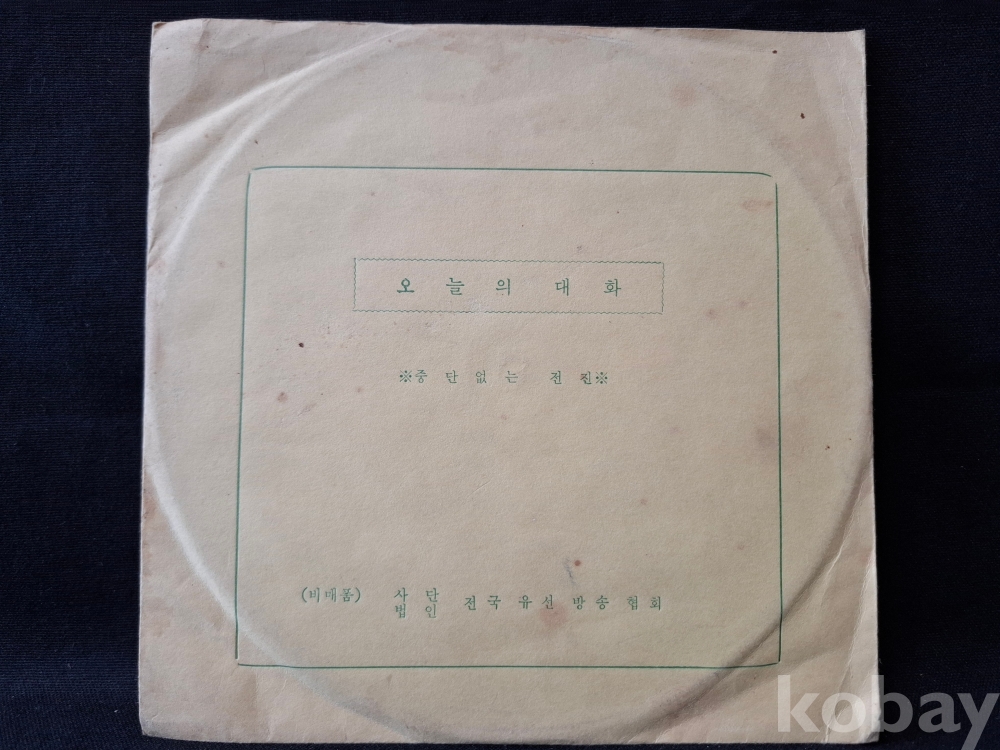 오늘의 대화
※중단없는 전진※
(비매품) 사단법인 전국유선방송협회
kobay